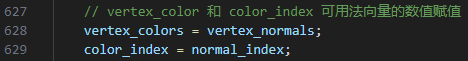 627 // vertex_color 和 color_index 可用法向量的数值赋值
628 vertex_colors = vertex_normals;
629 color_index = normal_index;